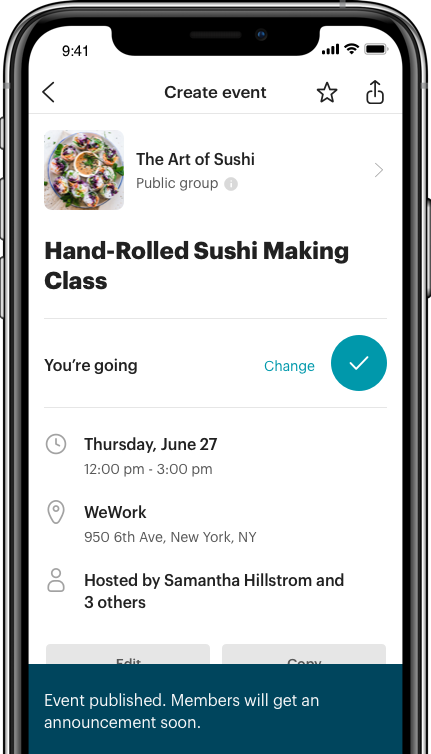 9:41
Create event
The Art of Sushi
Public group
Hand-Rolled Sushi Making
Class
You’re going
Change
Thursday, June 27
12:00 pm - 3:00 pm
WeWork
950 6th Ave, New York, NY
Hosted by Samantha Hillstrom and
3 others
Edit
Copy
Event published. Members will get an
announcement soon.